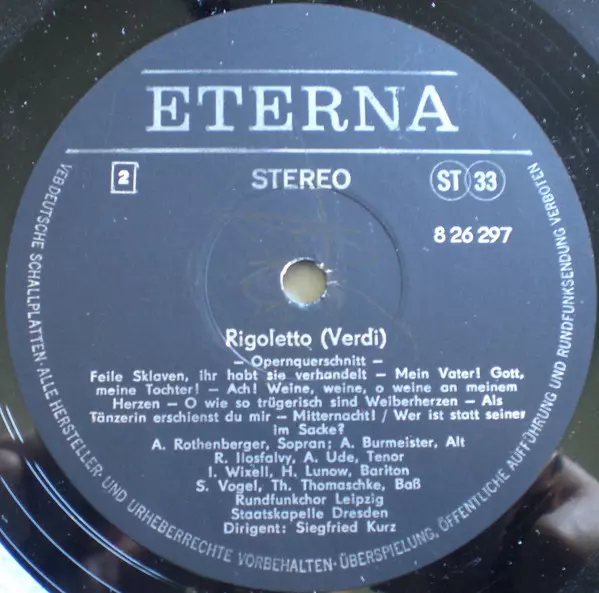 ETERNA
2
STEREO
ST 33
8 26 297
Rigoletto (Verdi)
— Opernquerschnitt —
Feile Sklaven, ihr habt sie verhandelt — Mein Vater! Gott,
meine Tochter! — Ach! Weine, weine, o weine an meinem
Herzen — O wie so trügerisch sind Weiberherzen — Als
Tänzerin erschienst du mir — Mitternacht! / Wer ist statt seiner
im Sacke?
A. Rothenberger, Sopran; A. Burmeister, Alt
R. Ilosfalvy, A. Ude, Tenor
I. Wixell, H. Lunow, Bariton
S. Vogel, Th. Thomaschke, Baß
Rundfunkchor Leipzig
Staatskapelle Dresden
Dirigent: Siegfried Kurz
VEB DEUTSCHE SCHALLPLATTEN · ALLE HERSTELLER- UND URHEBERRECHTE VORBEHALTEN · ÜBERSPIELUNG, ÖFFENTLICHE AUFFÜHRUNG UND RUNDFUNKSENDUNG VERBOTEN